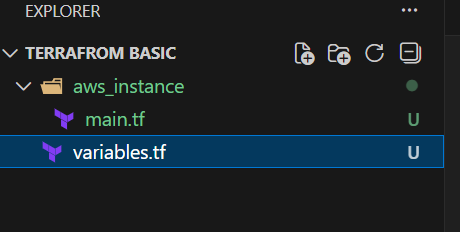 EXPLORER
TERRAFROM BASIC
aws_instance
main.tf U
variables.tf U